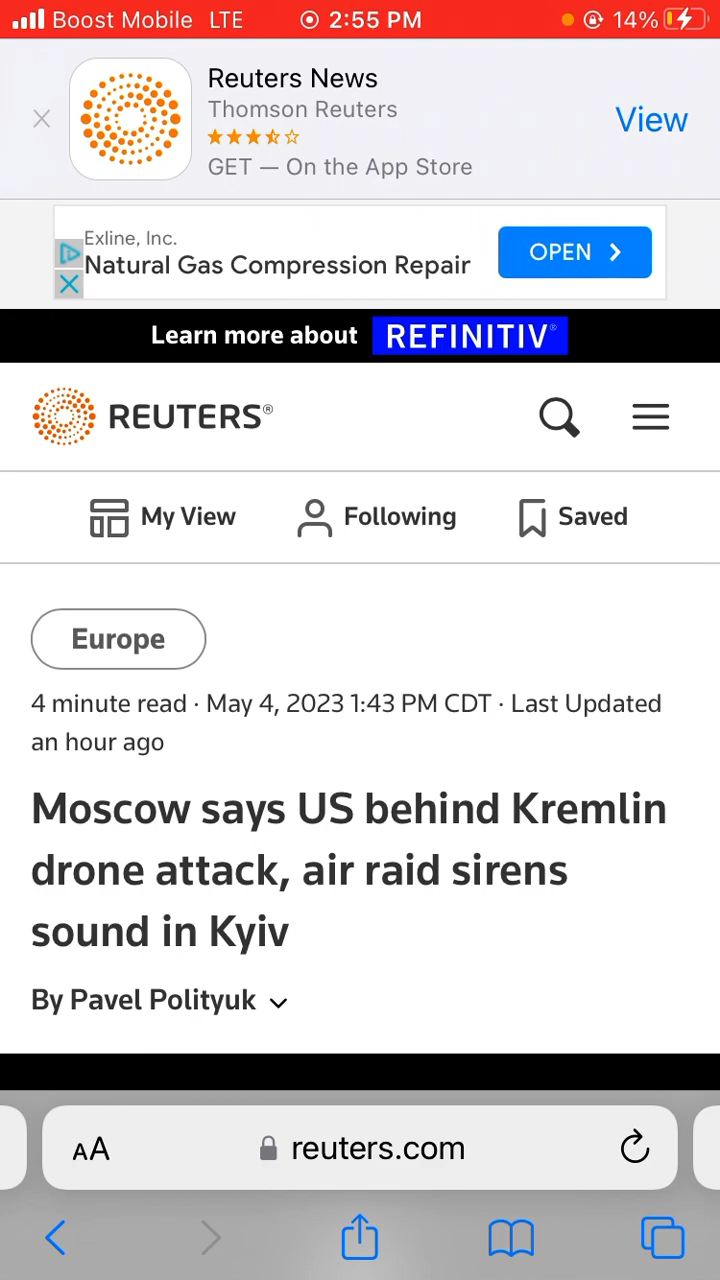 Boost Mobile LTE 2:55 PM 14%
Reuters News
Thomson Reuters
GET — On the App Store
View
Exline, Inc.
Natural Gas Compression Repair
OPEN
Learn more about REFINITIV®
REUTERS®
My View Following Saved
Europe
4 minute read · May 4, 2023 1:43 PM CDT · Last Updated
an hour ago
Moscow says US behind Kremlin
drone attack, air raid sirens
sound in Kyiv
By Pavel Polityuk
AA reuters.com